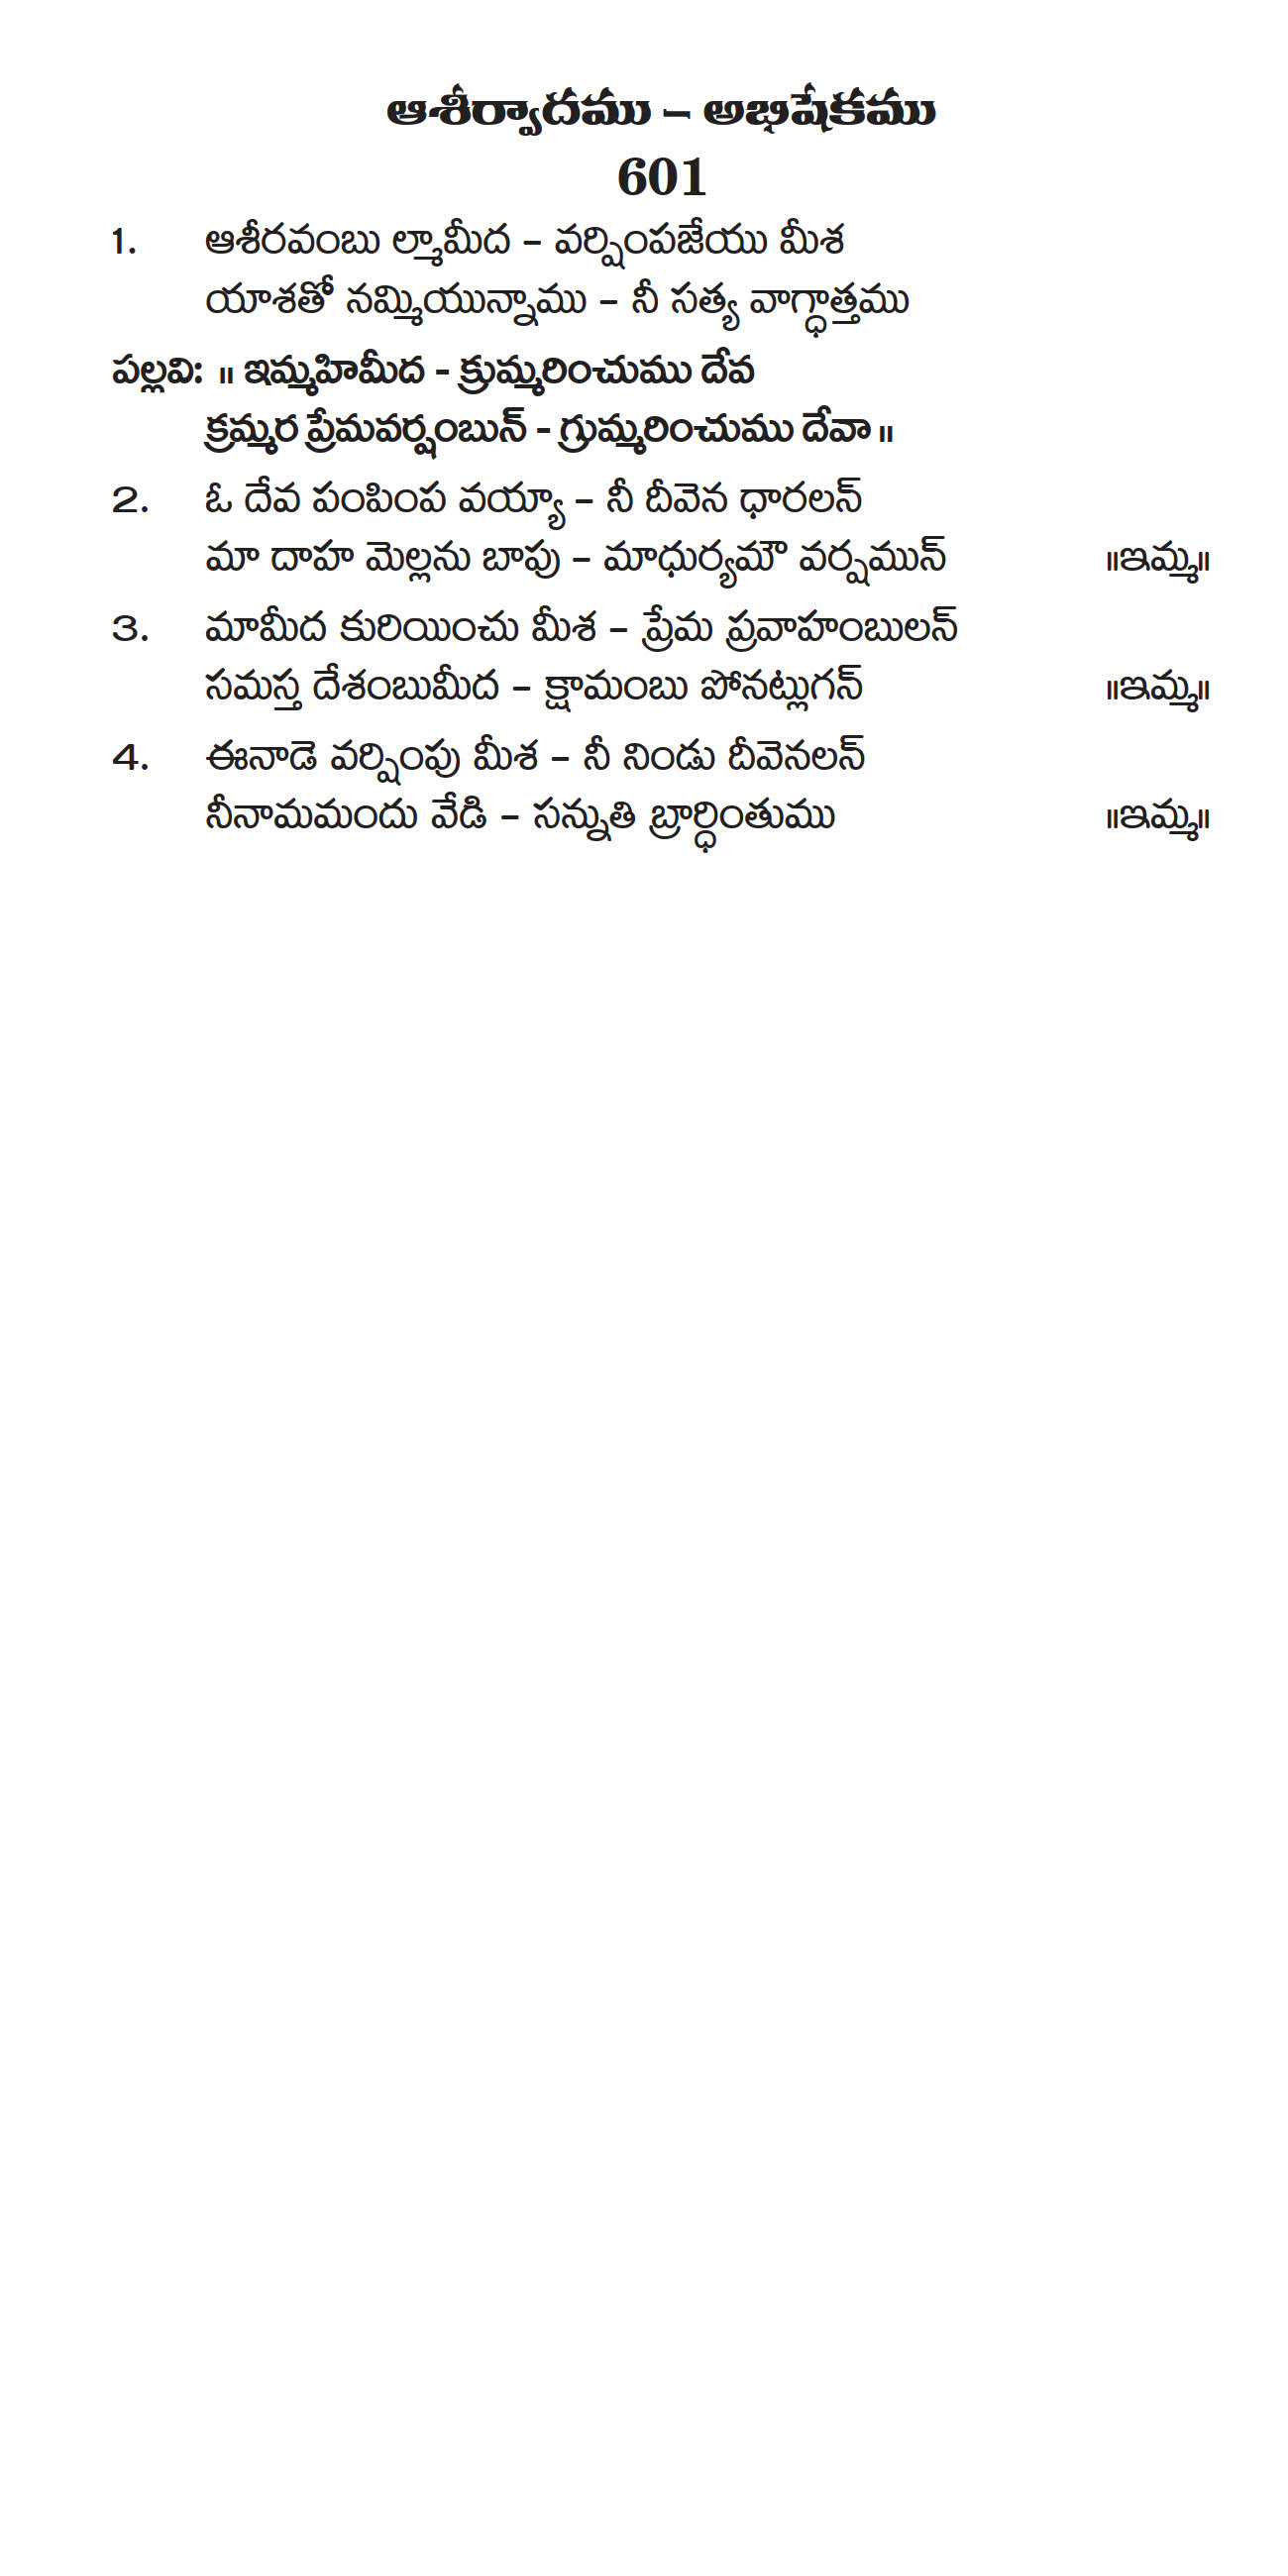 ఆశీర్వాదము – అభిషేకము
601
1. ఆశీరవంబు ల్మామీద – వర్షింపజేయు మీశ
యాశతో నమ్మియున్నాము – నీ సత్య వాగ్ధాత్తము
పల్లవి: ॥ ఇమ్మహిమీద - క్రుమ్మరించుము దేవ
క్రమ్మర ప్రేమవర్షంబున్ - గ్రుమ్మరించుము దేవా ॥
2. ఓ దేవ పంపింప వయ్యా – నీ దీవెన ధారలన్
మా దాహ మెల్లను బాపు – మాధుర్యమౌ వర్షమున్ ॥ఇమ్మ॥
3. మామీద కురియించు మీశ – ప్రేమ ప్రవాహంబులన్
సమస్త దేశంబుమీద – క్షామంబు పోనట్లుగన్ ॥ఇమ్మ॥
4. ఈనాడె వర్షింపు మీశ – నీ నిండు దీవెనలన్
నీనామమందు వేడి – సన్నుతి బ్రార్ధింతుము ॥ఇమ్మ॥